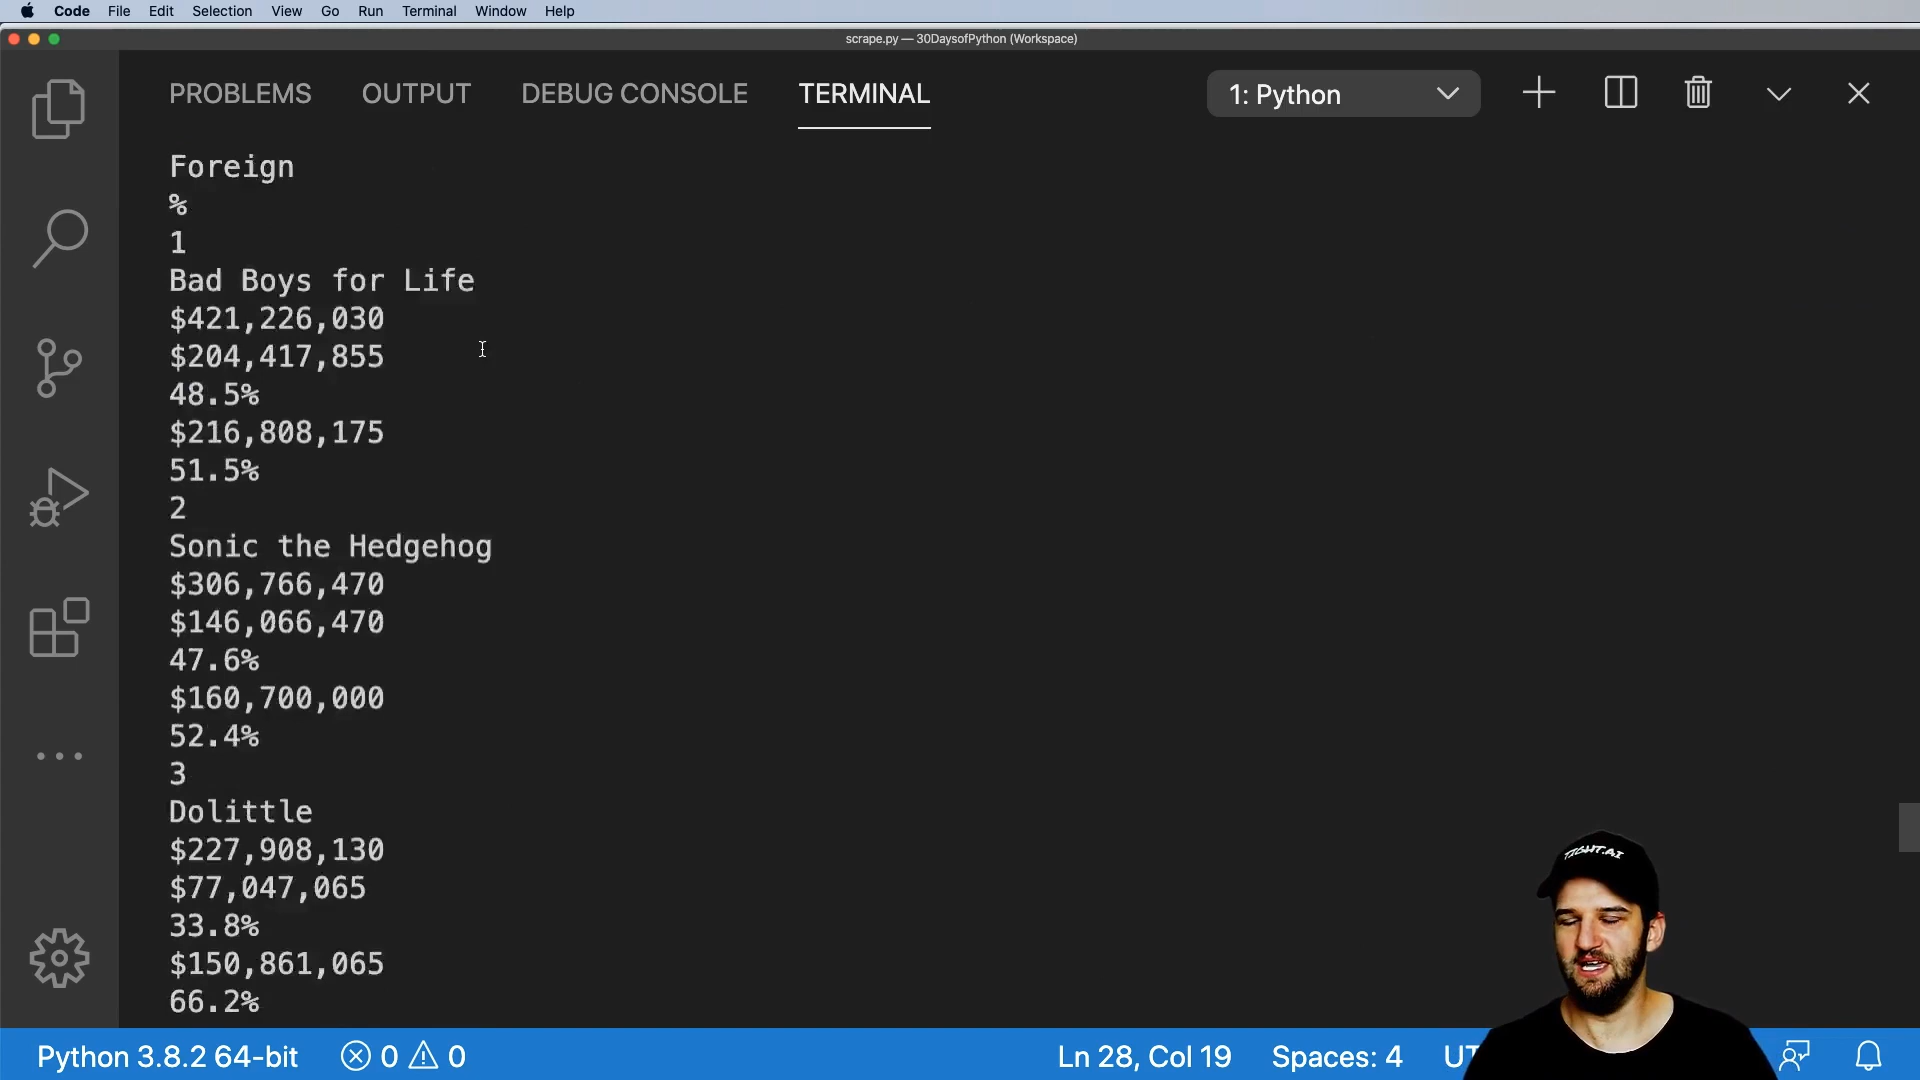 Code File Edit Selection View Go Run Terminal Window Help
scrape.py — 30DaysofPython (Workspace)
PROBLEMS OUTPUT DEBUG CONSOLE TERMINAL 1: Python
Foreign
%
1
Bad Boys for Life
$421,226,030
$204,417,855
48.5%
$216,808,175
51.5%
2
Sonic the Hedgehog
$306,766,470
$146,066,470
47.6%
$160,700,000
52.4%
3
Dolittle
$227,908,130
$77,047,065
33.8%
$150,861,065
66.2%
TIGHT.AI
Python 3.8.2 64-bit 0 0 Ln 28, Col 19 Spaces: 4 UT